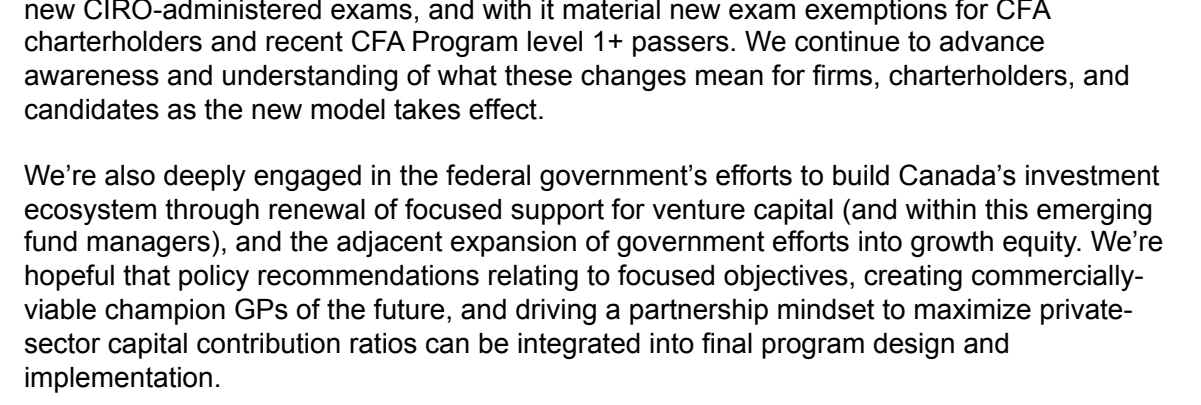 new CIRO-administered exams, and with it material new exam exemptions for CFA
charterholders and recent CFA Program level 1+ passers. We continue to advance
awareness and understanding of what these changes mean for firms, charterholders, and
candidates as the new model takes effect.
We’re also deeply engaged in the federal government’s efforts to build Canada’s investment
ecosystem through renewal of focused support for venture capital (and within this emerging
fund managers), and the adjacent expansion of government efforts into growth equity. We’re
hopeful that policy recommendations relating to focused objectives, creating commercially-
viable champion GPs of the future, and driving a partnership mindset to maximize private-
sector capital contribution ratios can be integrated into final program design and
implementation.